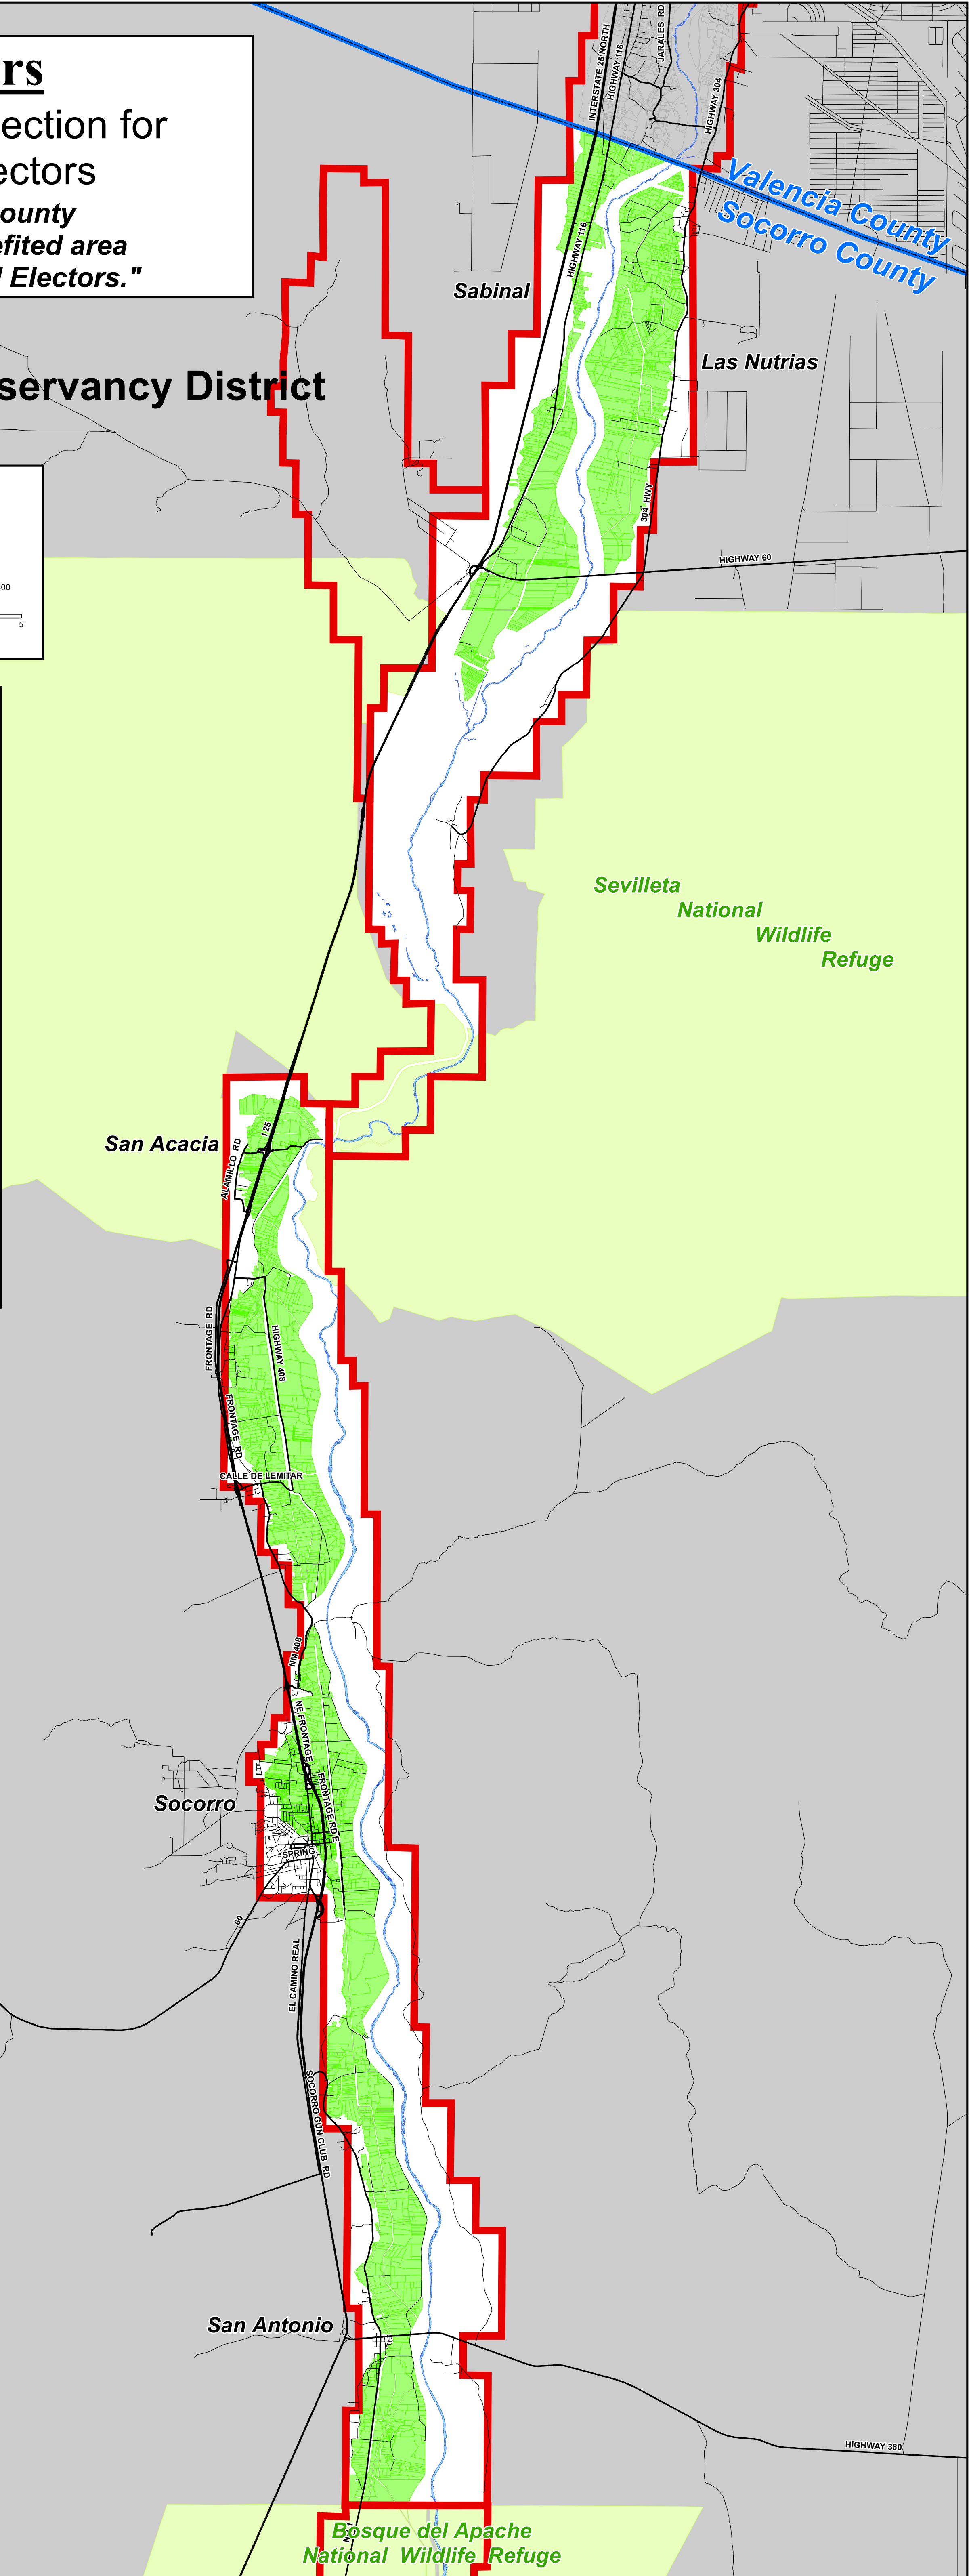 rs
ection for
ectors
ounty
efited area
l Electors."
servancy District
00
5
INTERSTATE 25 NORTH
HIGHWAY 116
JARALES RD
HIGHWAY 304
Valencia County
Socorro County
HIGHWAY 116
Sabinal
Las Nutrias
304 HWY
HIGHWAY 60
Sevilleta
National
Wildlife
Refuge
San Acacia
I 25
ALAMILLO RD
FRONTAGE RD
HIGHWAY 408
FRONTAGE RD
CALLE DE LEMITAR
NM 408
NE FRONTAGE
FRONTAGE RD E
Socorro
SPRING
60
EL CAMINO REAL
SOCORRO GUN CLUB RD
San Antonio
HIGHWAY 380
Bosque del Apache
National Wildlife Refuge